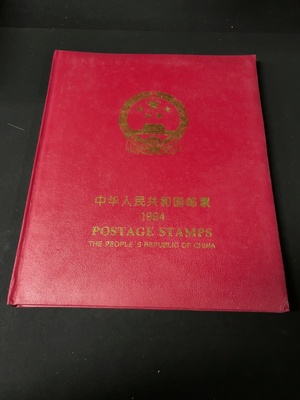 中华人民共和国邮票
1984
POSTAGE STAMPS
THE PEOPLE'S REPUBLIC OF CHINA